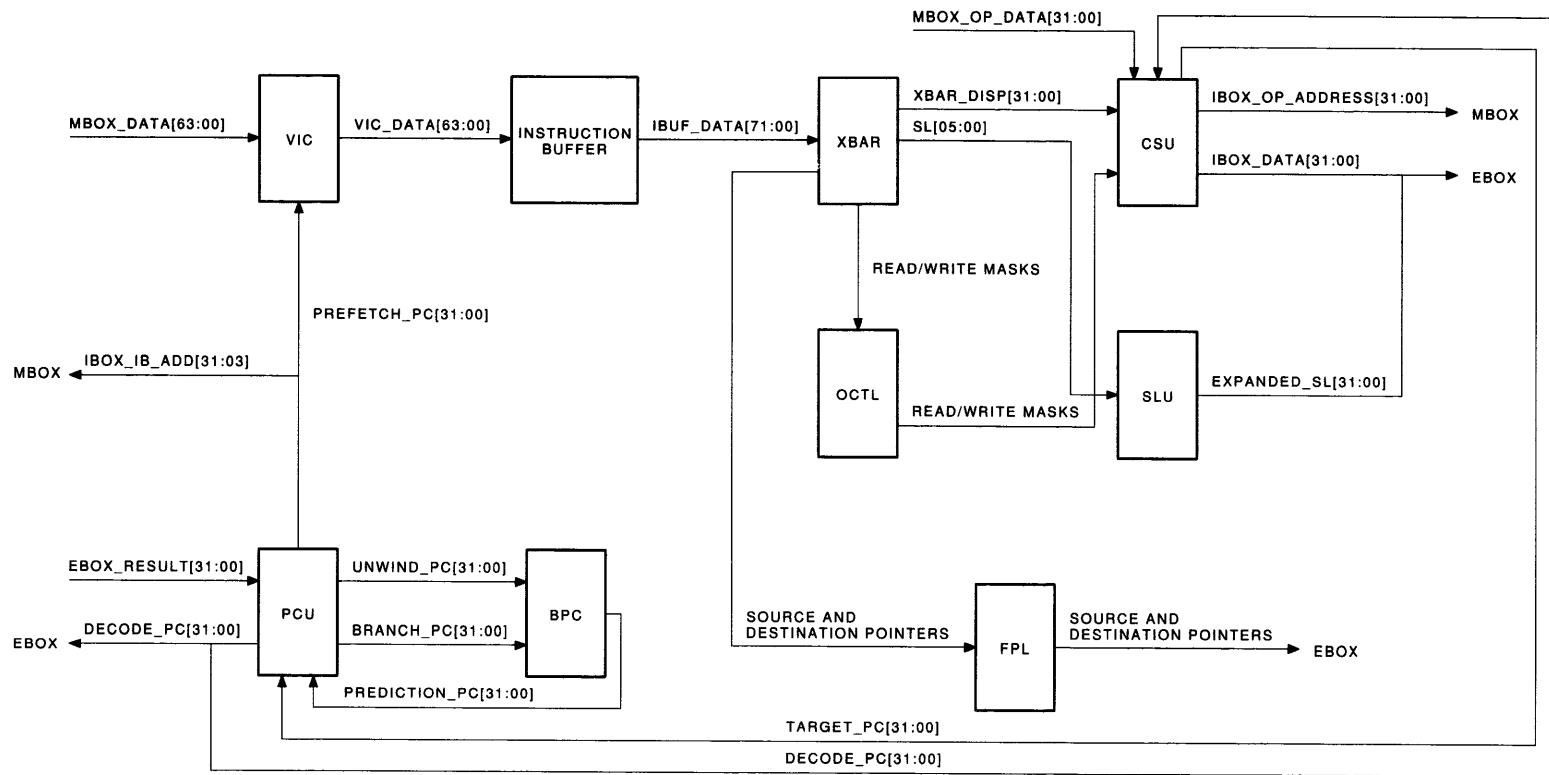 MBOX_OP_DATA[31:00]
MBOX_DATA[63:00]
VIC
VIC_DATA[63:00]
INSTRUCTION
BUFFER
IBUF_DATA[71:00]
XBAR
XBAR_DISP[31:00]
SL[05:00]
CSU
IBOX_OP_ADDRESS[31:00]
MBOX
IBOX_DATA[31:00]
EBOX
READ/WRITE MASKS
PREFETCH_PC[31:00]
MBOX
IBOX_IB_ADD[31:03]
OCTL
READ/WRITE MASKS
SLU
EXPANDED_SL[31:00]
EBOX_RESULT[31:00]
PCU
UNWIND_PC[31:00]
BPC
DECODE_PC[31:00]
EBOX
BRANCH_PC[31:00]
PREDICTION_PC[31:00]
SOURCE AND
DESTINATION POINTERS
FPL
SOURCE AND
DESTINATION POINTERS
EBOX
TARGET_PC[31:00]
DECODE_PC[31:00]